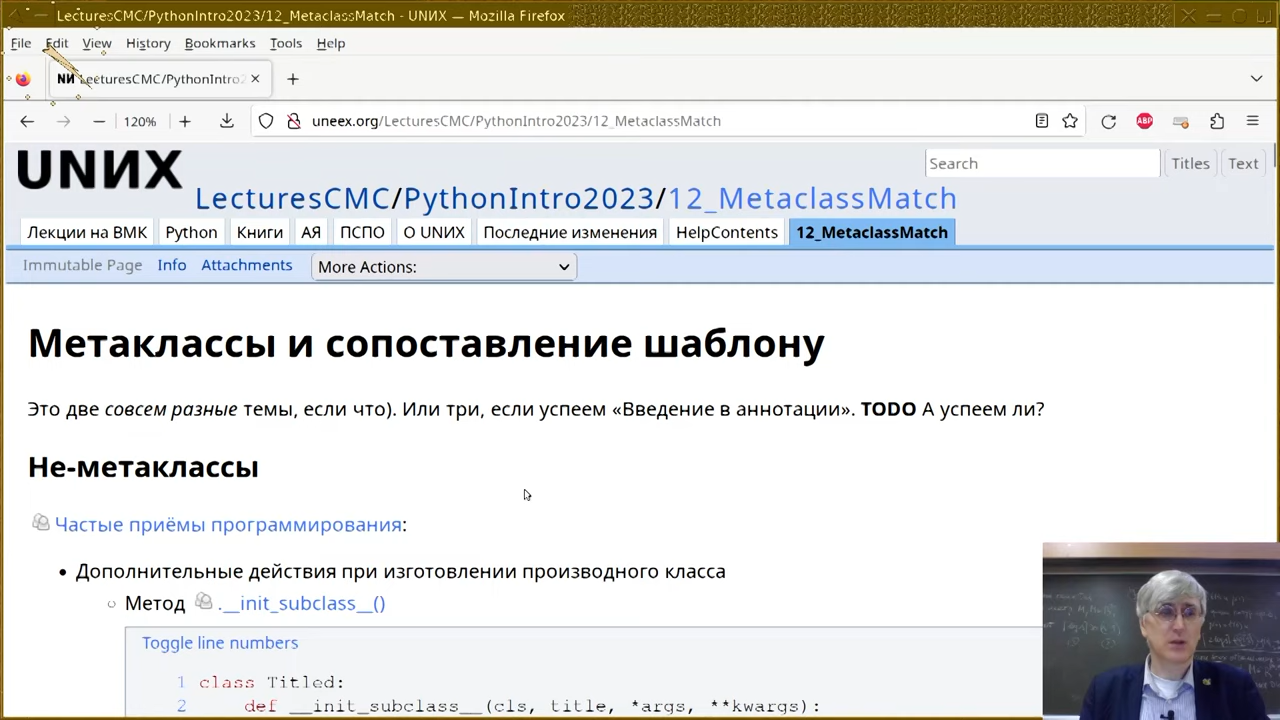 LecturesCMC/PythonIntro2023/12_MetaclassMatch - UNИX — Mozilla Firefox
File Edit View History Bookmarks Tools Help
NИ LecturesCMC/PythonIntro2
120%
uneex.org/LecturesCMC/PythonIntro2023/12_MetaclassMatch
ABP
UNИX
Search
Titles
Text
LecturesCMC/PythonIntro2023/12_MetaclassMatch
Лекции на ВМК Python Книги АЯ ПСПО О UNИX Последние изменения HelpContents 12_MetaclassMatch
Immutable Page Info Attachments More Actions:
Метаклассы и сопоставление шаблону
Это две совсем разные темы, если что). Или три, если успеем «Введение в аннотации». TODO А успеем ли?
Не-метаклассы
Частые приёмы программирования:
• Дополнительные действия при изготовлении производного класса
○ Метод .__init_subclass__()
Toggle line numbers
1 class Titled:
2 def __init_subclass__(cls, title, *args, **kwargs):